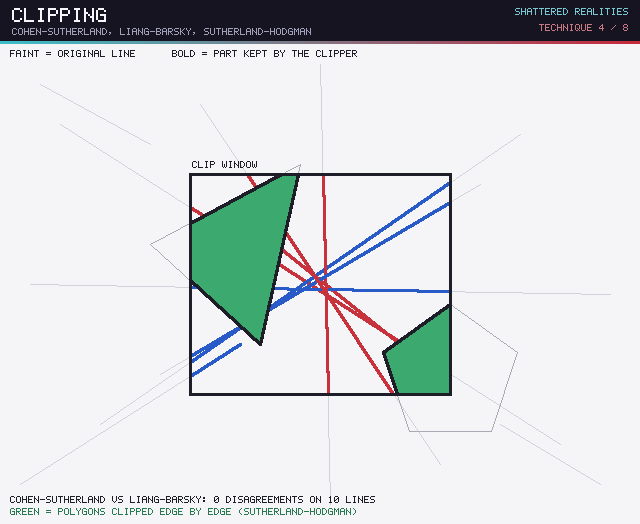 CLIPPING
SHATTERED REALITIES
COHEN-SUTHERLAND, LIANG-BARSKY, SUTHERLAND-HODGMAN
TECHNIQUE 4 / 8
FAINT = ORIGINAL LINE BOLD = PART KEPT BY THE CLIPPER
CLIP WINDOW
COHEN-SUTHERLAND VS LIANG-BARSKY: 0 DISAGREEMENTS ON 10 LINES
GREEN = POLYGONS CLIPPED EDGE BY EDGE (SUTHERLAND-HODGMAN)